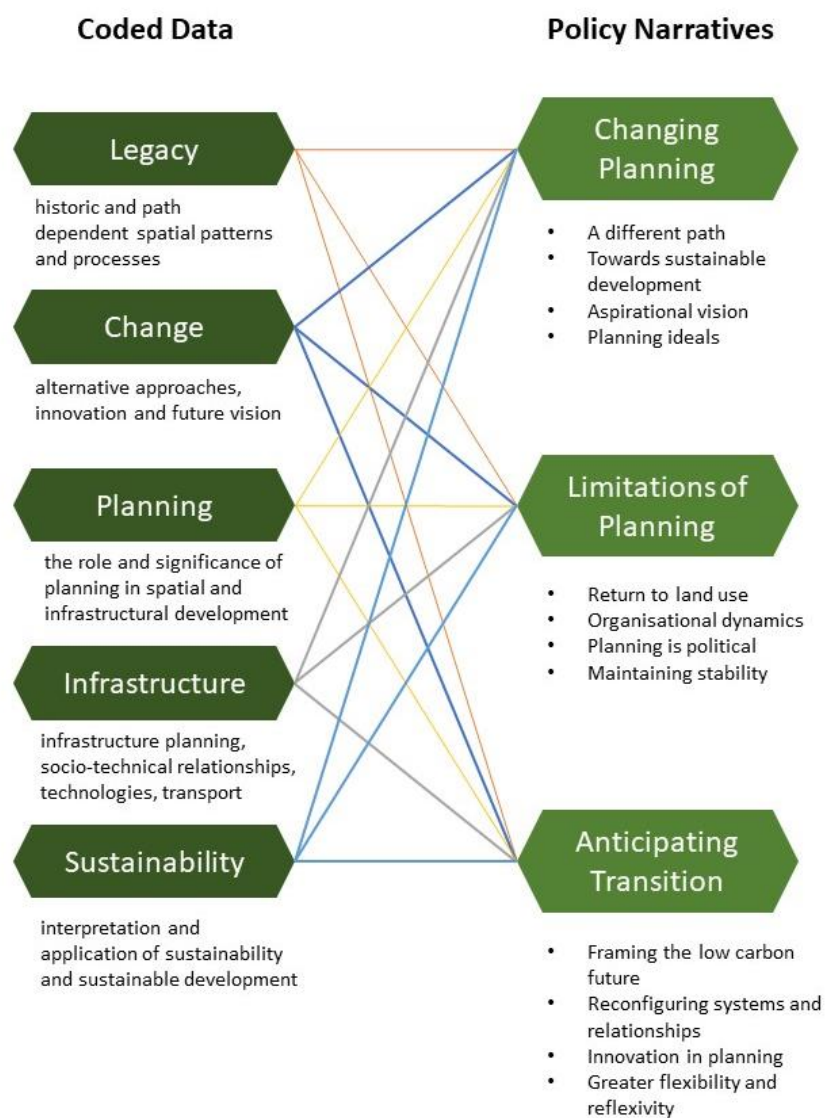 Coded Data
Policy Narratives
Legacy
historic and path
dependent spatial patterns
and processes
Change
alternative approaches,
innovation and future vision
Planning
the role and significance of
planning in spatial and
infrastructural development
Infrastructure
infrastructure planning,
socio-technical relationships,
technologies, transport
Sustainability
interpretation and
application of sustainability
and sustainable development
Changing
Planning
• A different path
• Towards sustainable
development
• Aspirational vision
• Planning ideals
Limitations of
Planning
• Return to land use
• Organisational dynamics
• Planning is political
• Maintaining stability
Anticipating
Transition
• Framing the low carbon
future
• Reconfiguring systems and
relationships
• Innovation in planning
• Greater flexibility and
reflexivity